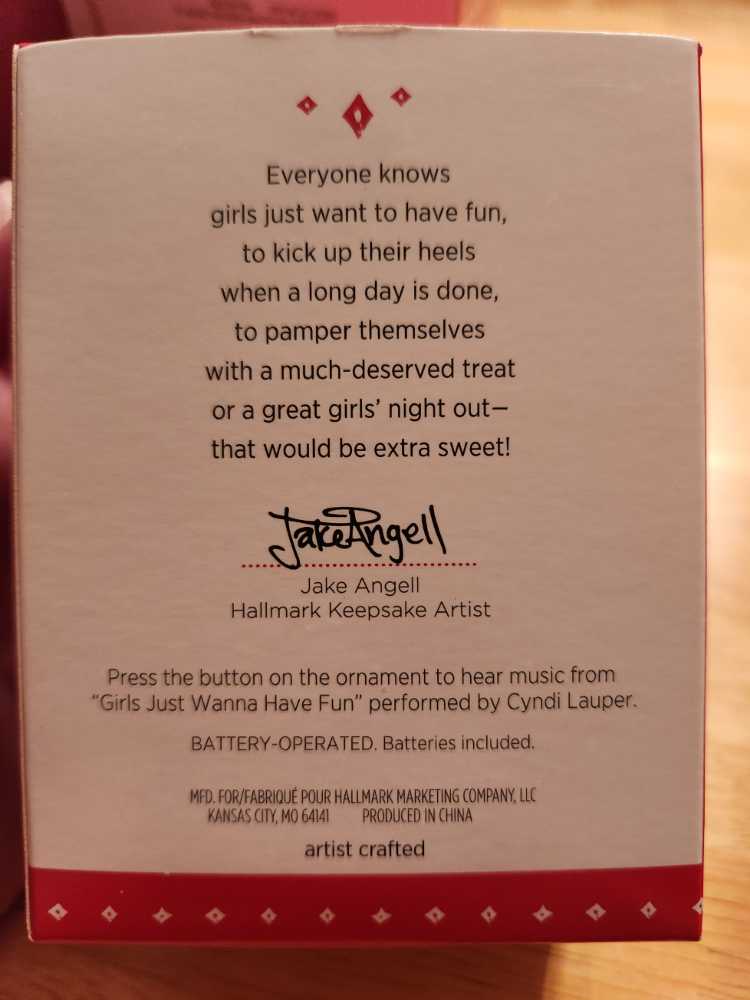 Everyone knows
girls just want to have fun,
to kick up their heels
when a long day is done,
to pamper themselves
with a much-deserved treat
or a great girls' night out—
that would be extra sweet!
Jake Angell
Jake Angell
Hallmark Keepsake Artist
Press the button on the ornament to hear music from
“Girls Just Wanna Have Fun” performed by Cyndi Lauper.
BATTERY-OPERATED. Batteries included.
MFD. FOR/FABRIQUÉ POUR HALLMARK MARKETING COMPANY, LLC
KANSAS CITY, MO 64141 PRODUCED IN CHINA
artist crafted